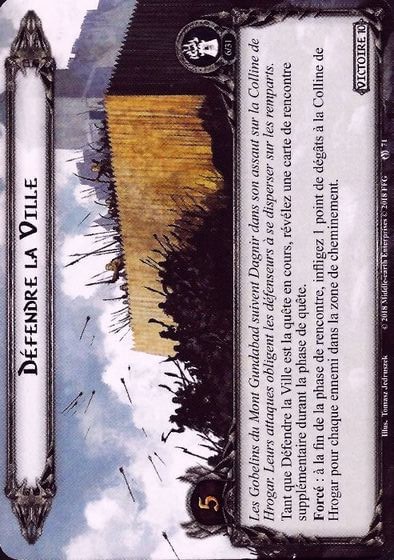 DÉFENDRE LA VILLE
5
6/31
Les Gobelins du Mont Gundabad suivent Dagnir dans son assaut sur la Colline de
Hrogar. Leurs attaques obligent les défenseurs à se disperser sur les remparts.
Tant que Défendre la Ville est la quête en cours, révélez une carte de rencontre
supplémentaire durant la phase de quête.
Forcé : à la fin de la phase de rencontre, infligez 1 point de dégâts à la Colline de
Hrogar pour chaque ennemi dans la zone de cheminement.
VICTOIRE 10
Illus. Tomasz Jedruszek
© 2018 Middle-earth Enterprises © 2018 FFG
71